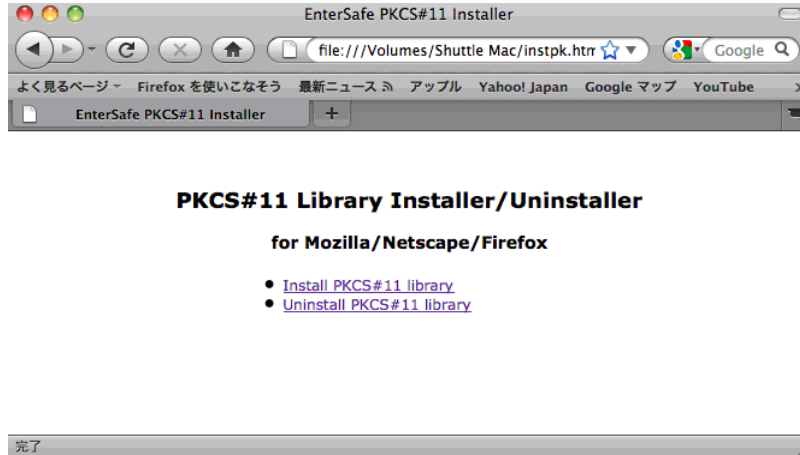 EnterSafe PKCS#11 Installer
file:///Volumes/Shuttle Mac/instpk.htm
Google
よく見るページ Firefox を使いこなそう 最新ニュース アップル Yahoo! Japan Google マップ YouTube
EnterSafe PKCS#11 Installer
PKCS#11 Library Installer/Uninstaller
for Mozilla/Netscape/Firefox
Install PKCS#11 library
Uninstall PKCS#11 library
完了